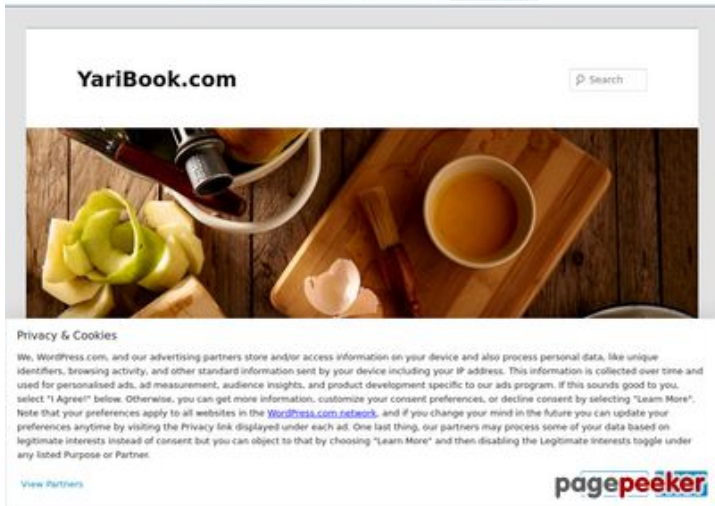 YariBook.com
Search
Privacy & Cookies
We, WordPress.com, and our advertising partners store and/or access information on your device and also process personal data, like unique
identifiers, browsing activity, and other standard information sent by your device including your IP address. This information is collected over time and
used for personalised ads, ad measurement, audience insights, and product development specific to our ads program. If this sounds good to you,
select "I Agree!" below. Otherwise, you can get more information, customize your consent preferences, or decline consent by selecting "Learn More".
Note that your preferences apply to all websites in the WordPress.com network, and if you change your mind in the future you can update your
preferences anytime by visiting the Privacy link displayed under each ad. One last thing, our partners may process some of your data based on
legitimate interests instead of consent but you can object to that by choosing "Learn More" and then disabling the Legitimate Interests toggle under
any listed Purpose or Partner.
View Partners
pagepeeker